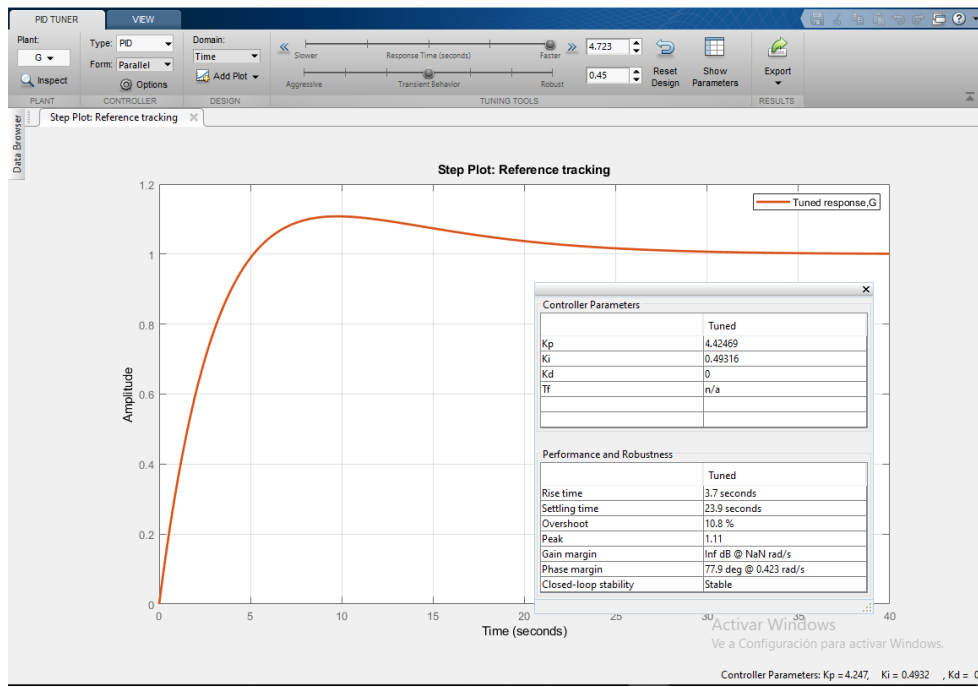 PID TUNER
VIEW
Plant:
G
Inspect
PLANT
Type: PID
Form: Parallel
Options
CONTROLLER
Domain:
Time
Add Plot
DESIGN
Slower Response Time (seconds) Faster 4.723
Aggressive Transient Behavior Robust 0.45
Reset Design
Show Parameters
TUNING TOOLS
Export
RESULTS
Data Browser
Step Plot: Reference tracking
Step Plot: Reference tracking
Tuned response,G
Amplitude
1.2
1
0.8
0.6
0.4
0.2
0
0 5 10 15 20 25 30 35 40
Time (seconds)
Controller Parameters
Tuned
Kp 4.42469
Ki 0.49316
Kd 0
Tf n/a
Performance and Robustness
Tuned
Rise time 3.7 seconds
Settling time 23.9 seconds
Overshoot 10.8 %
Peak 1.11
Gain margin Inf dB @ NaN rad/s
Phase margin 77.9 deg @ 0.423 rad/s
Closed-loop stability Stable
Activar Windows
Ve a Configuración para activar Windows.
Controller Parameters: Kp = 4.247, Ki = 0.4932 , Kd = 0